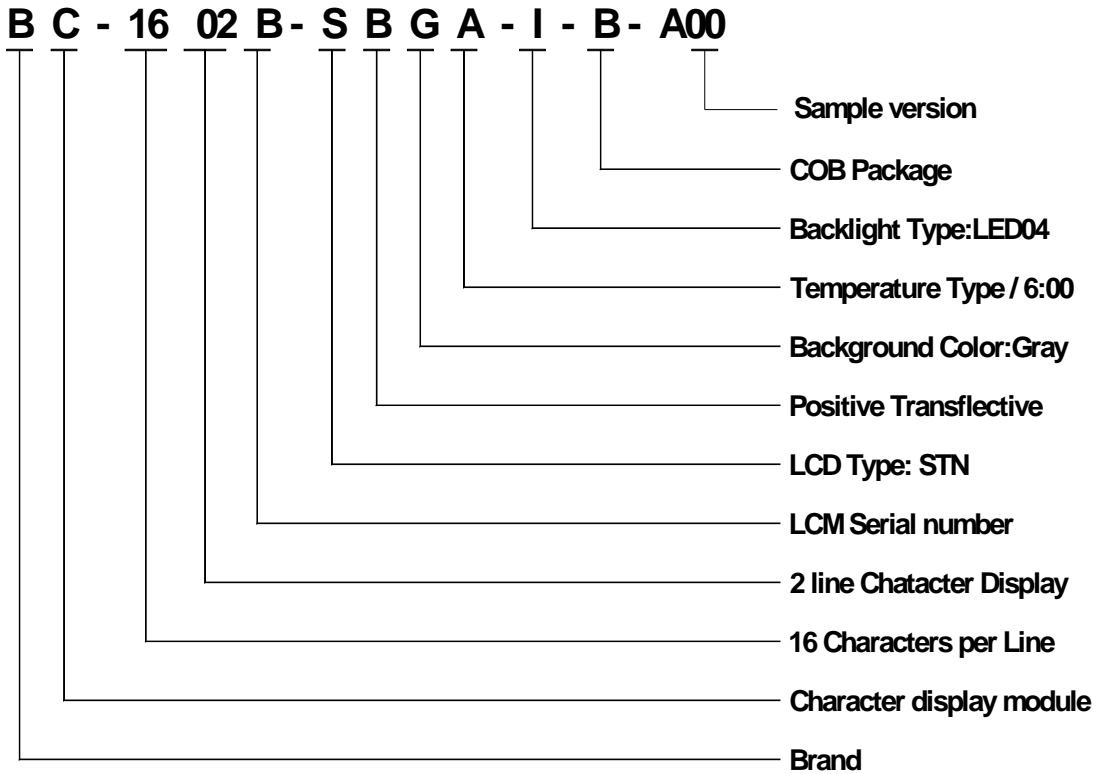 B C - 16 02 B - S B G A - I - B - A00
Sample version
COB Package
Backlight Type:LED04
Temperature Type / 6:00
Background Color:Gray
Positive Transflective
LCD Type: STN
LCM Serial number
2 line Chatacter Display
16 Characters per Line
Character display module
Brand